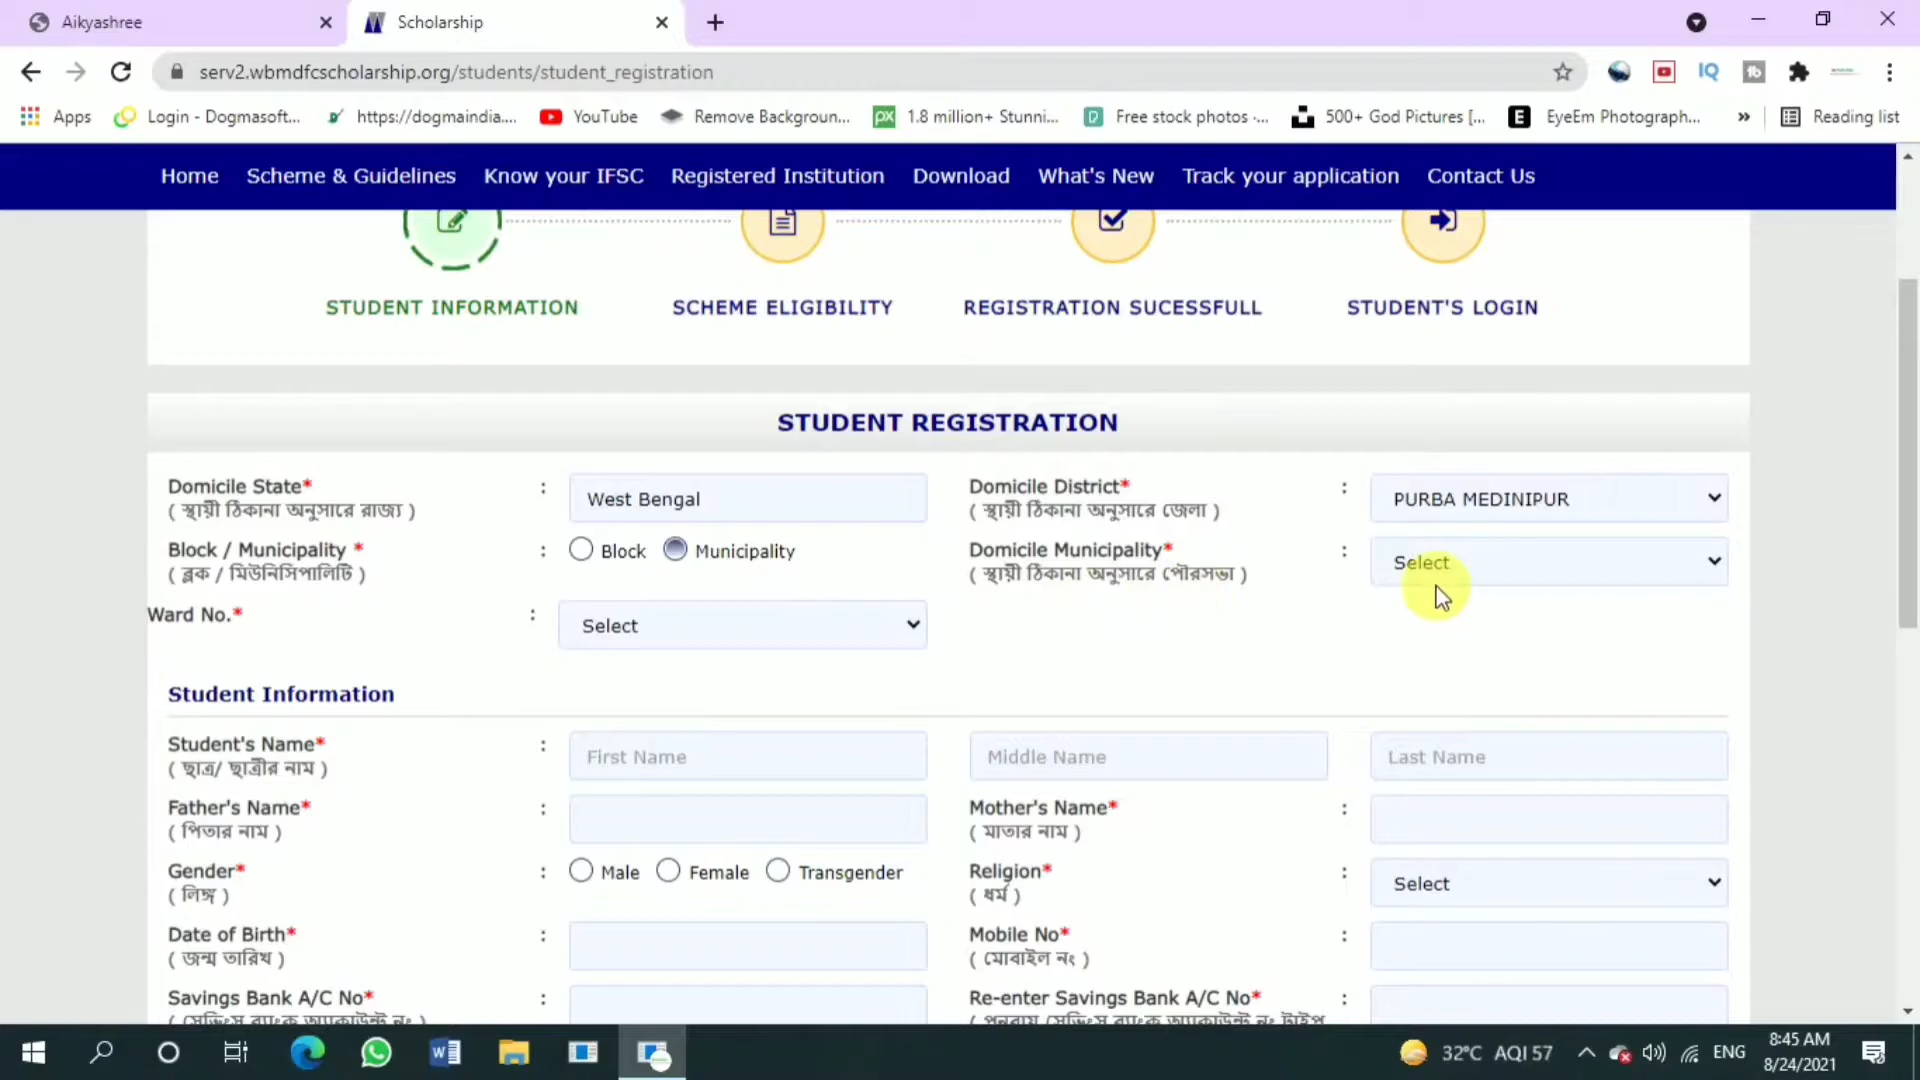 Aikyashree
Scholarship
serv2.wbmdfcscholarship.org/students/student_registration
Apps
Login - Dogmasoft...
https://dogmaindia....
YouTube
Remove Backgroun...
1.8 million+ Stunni...
Free stock photos ·...
500+ God Pictures [...
EyeEm Photograph...
Reading list
Home Scheme & Guidelines Know your IFSC Registered Institution Download What's New Track your application Contact Us
STUDENT INFORMATION SCHEME ELIGIBILITY REGISTRATION SUCESSFULL STUDENT'S LOGIN
STUDENT REGISTRATION
Domicile State* : West Bengal Domicile District* : PURBA MEDINIPUR
( স্থায়ী ঠিকানা অনুসারে রাজ্য ) ( স্থায়ী ঠিকানা অনুসারে জেলা )
Block / Municipality * : Block Municipality Domicile Municipality* : Select
( ব্লক / মিউনিসিপালিটি ) ( স্থায়ী ঠিকানা অনুসারে পৌরসভা )
Ward No.* : Select
Student Information
Student's Name* : First Name Middle Name Last Name
( ছাত্র/ ছাত্রীর নাম )
Father's Name* : Mother's Name* :
( পিতার নাম ) ( মাতার নাম )
Gender* : Male Female Transgender Religion* : Select
( লিঙ্গ ) ( ধর্ম )
Date of Birth* : Mobile No* :
( জন্ম তারিখ ) ( মোবাইল নং )
Savings Bank A/C No* : Re-enter Savings Bank A/C No* :
( সেভিংস ব্যাংক অ্যাকাউন্ট নং ) ( পুনরায় সেভিংস ব্যাংক অ্যাকাউন্ট নং টাইপ
32°C AQI 57 ENG 8:45 AM
8/24/2021